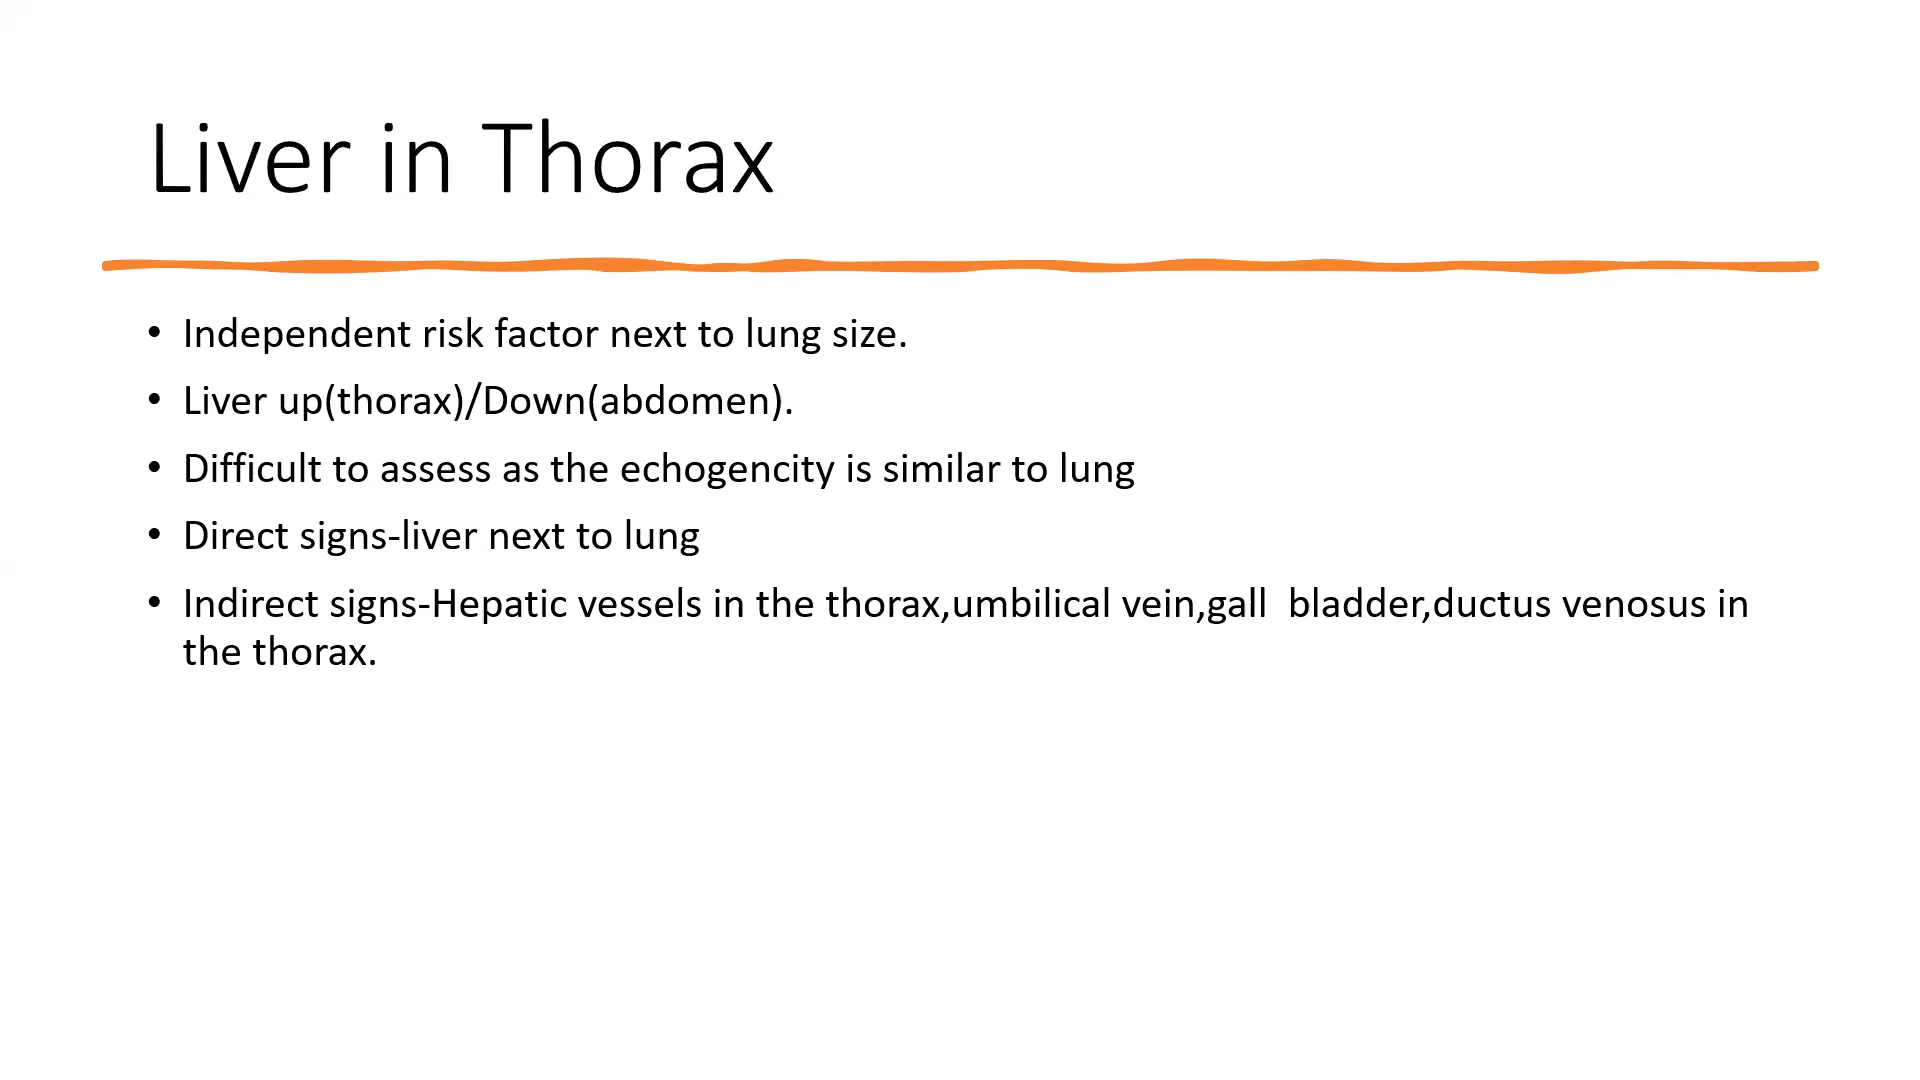 Liver in Thorax
• Independent risk factor next to lung size.
• Liver up(thorax)/Down(abdomen).
• Difficult to assess as the echogencity is similar to lung
• Direct signs-liver next to lung
• Indirect signs-Hepatic vessels in the thorax,umbilical vein,gall  bladder,ductus venosus in
the thorax.